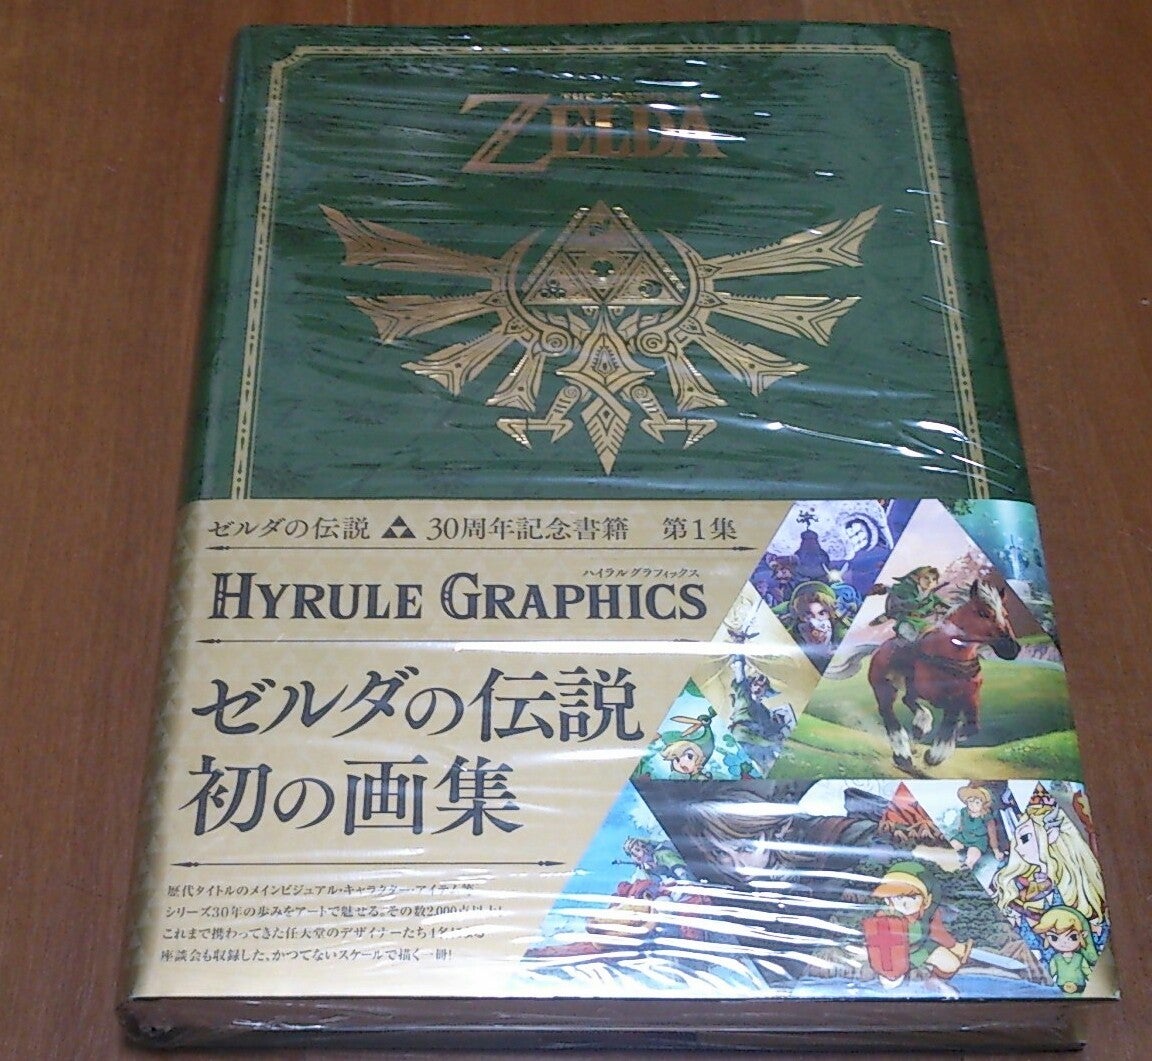 THE
ZELDA
ゼルダの伝説 30周年記念書籍 第1集
ハイラルグラフィックス
HYRULE GRAPHICS
ゼルダの伝説
初の画集
歴代タイトルのメインビジュアル・キャラクター・アイテム等
シリーズ30年の歩みをアートで魅せる。その数2,000点以上!
これまで携わってきた任天堂のデザイナーたち4名による
座談会も収録した、かつてないスケールで描く一冊!